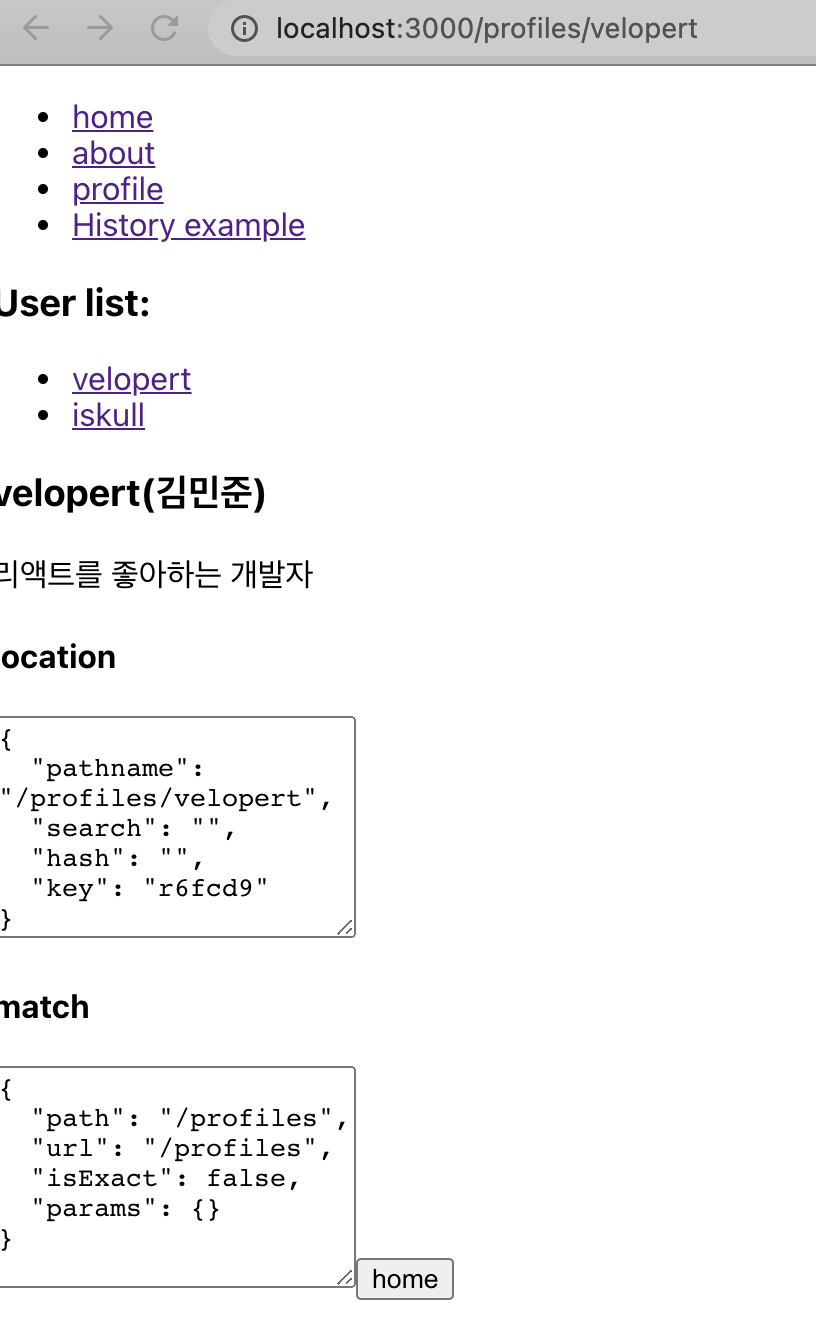 localhost:3000/profiles/velopert
home
about
profile
History example
User list:
velopert
iskull
velopert(김민준)
리액트를 좋아하는 개발자
location
{
"pathname":
"/profiles/velopert",
"search": "",
"hash": "",
"key": "r6fcd9"
}
match
{
"path": "/profiles",
"url": "/profiles",
"isExact": false,
"params": {}
}
home